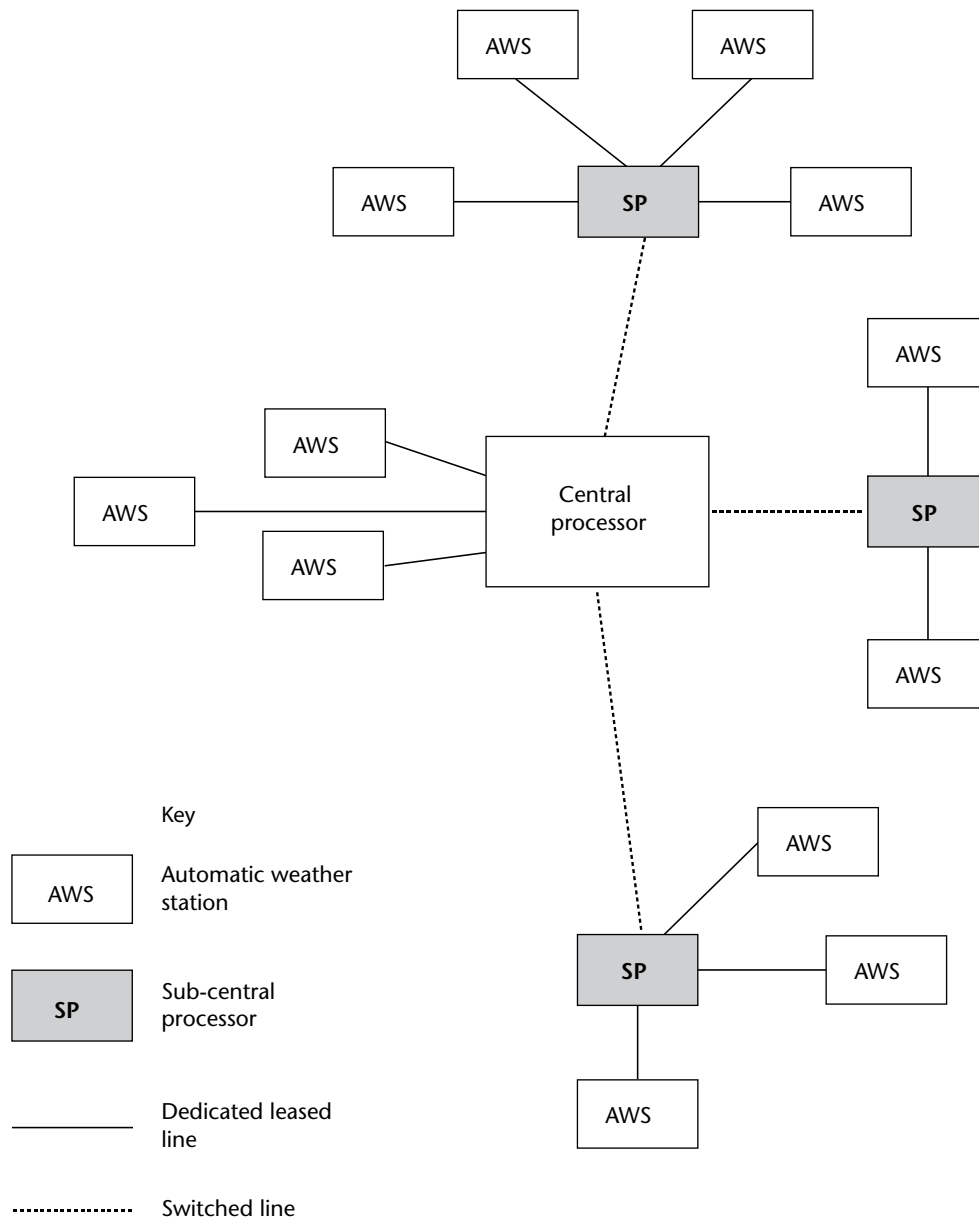 AWS
AWS
AWS
SP
AWS
AWS
AWS
Central
processor
AWS
SP
AWS
AWS
Key
AWS
AWS
Automatic weather
station
SP
AWS
SP
Sub-central
processor
AWS
Dedicated leased
line
Switched line